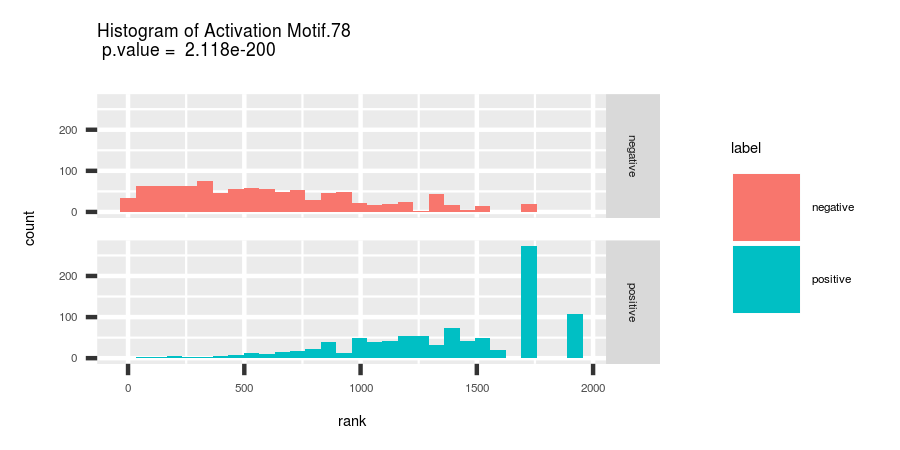 Histogram of Activation Motif.78
p.value = 2.118e-200
200
100
0
negative
200
100
0
positive
0 500 1000 1500 2000
rank
count
label
negative
positive